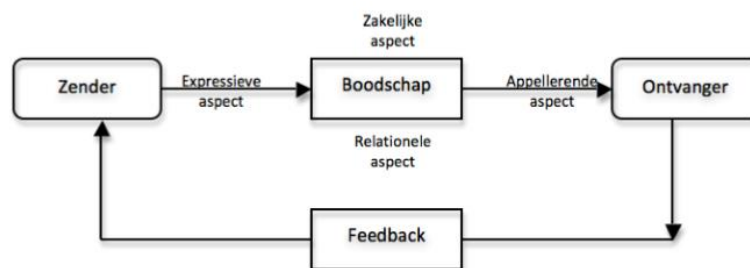 Zakelijke
aspect
Zender
Expressieve
aspect
Boodschap
Appellerende
aspect
Ontvanger
Relationele
aspect
Feedback